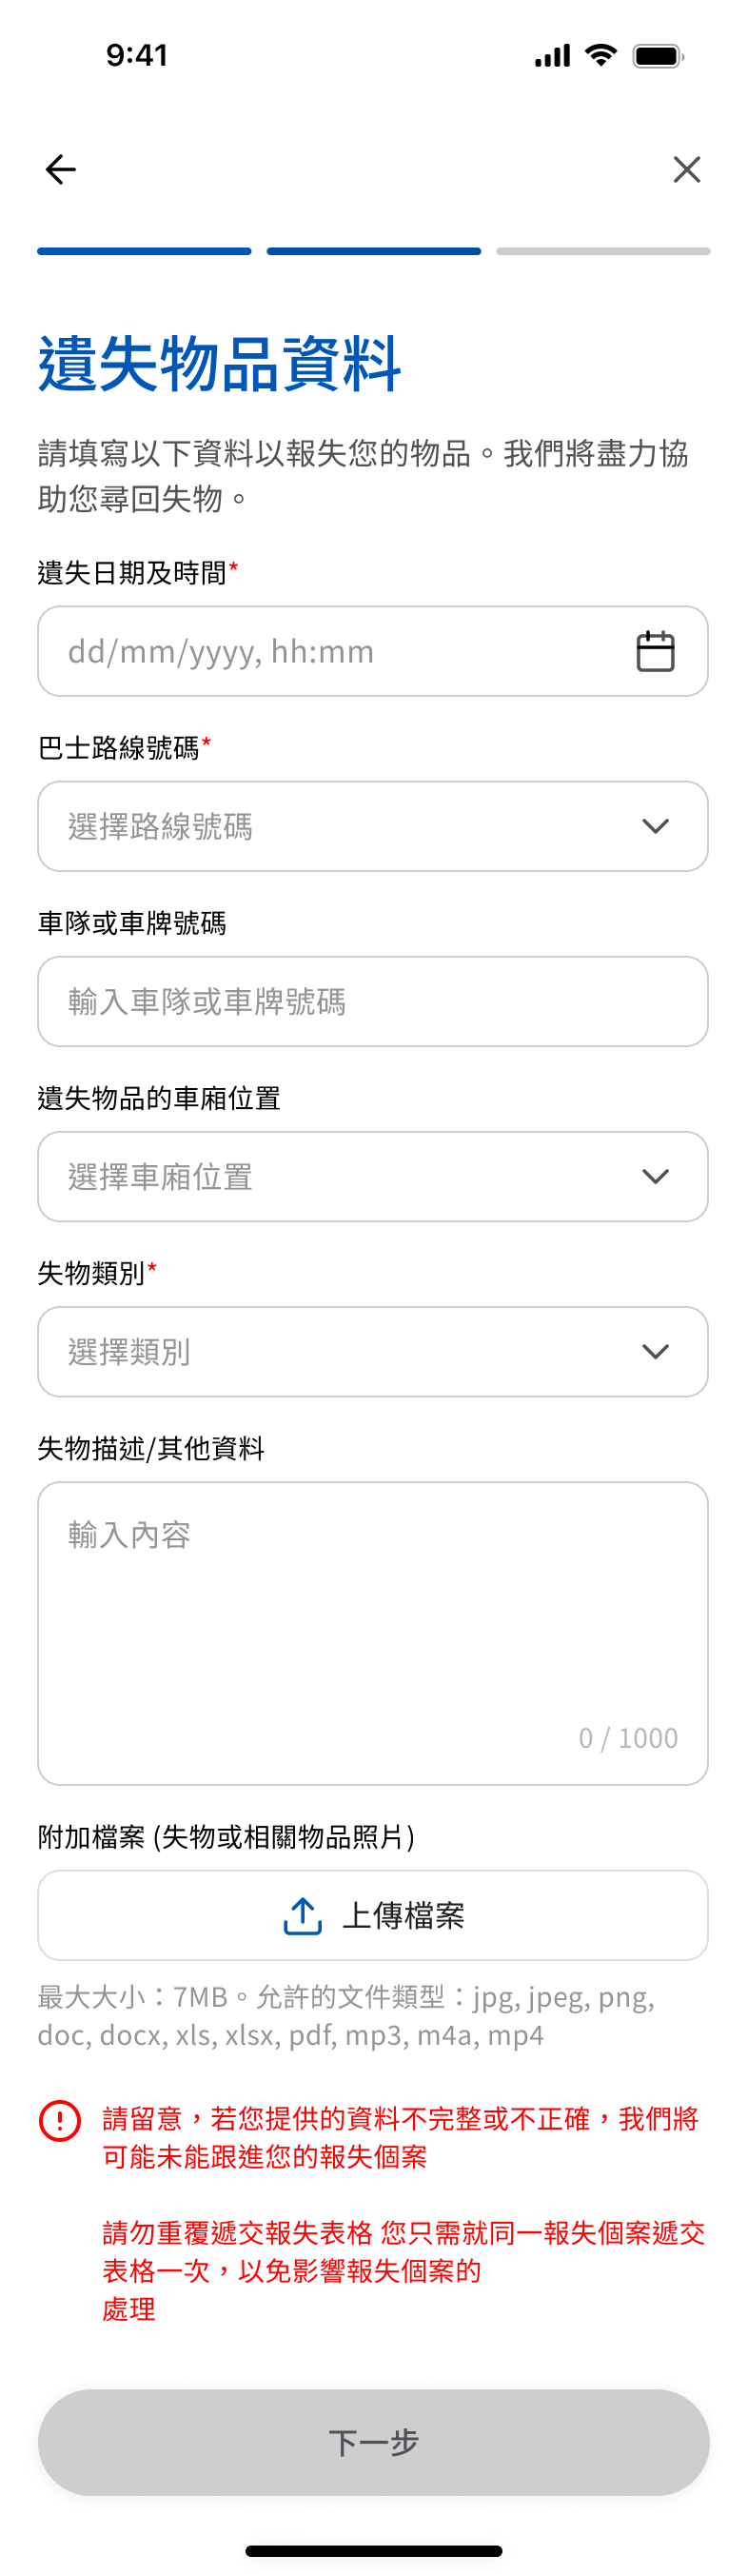 9:41
遺失物品資料
請填寫以下資料以報失您的物品。我們將盡力協
助您尋回失物。
遺失日期及時間*
dd/mm/yyyy, hh:mm
巴士路線號碼*
選擇路線號碼
車隊或車牌號碼
輸入車隊或車牌號碼
遺失物品的車廂位置
選擇車廂位置
失物類別*
選擇類別
失物描述/其他資料
輸入內容
0 / 1000
附加檔案 (失物或相關物品照片)
上傳檔案
最大大小：7MB。允許的文件類型：jpg, jpeg, png,
doc, docx, xls, xlsx, pdf, mp3, m4a, mp4
請留意，若您提供的資料不完整或不正確，我們將
可能未能跟進您的報失個案
請勿重覆遞交報失表格 您只需就同一報失個案遞交
表格一次，以免影響報失個案的
處理
下一步